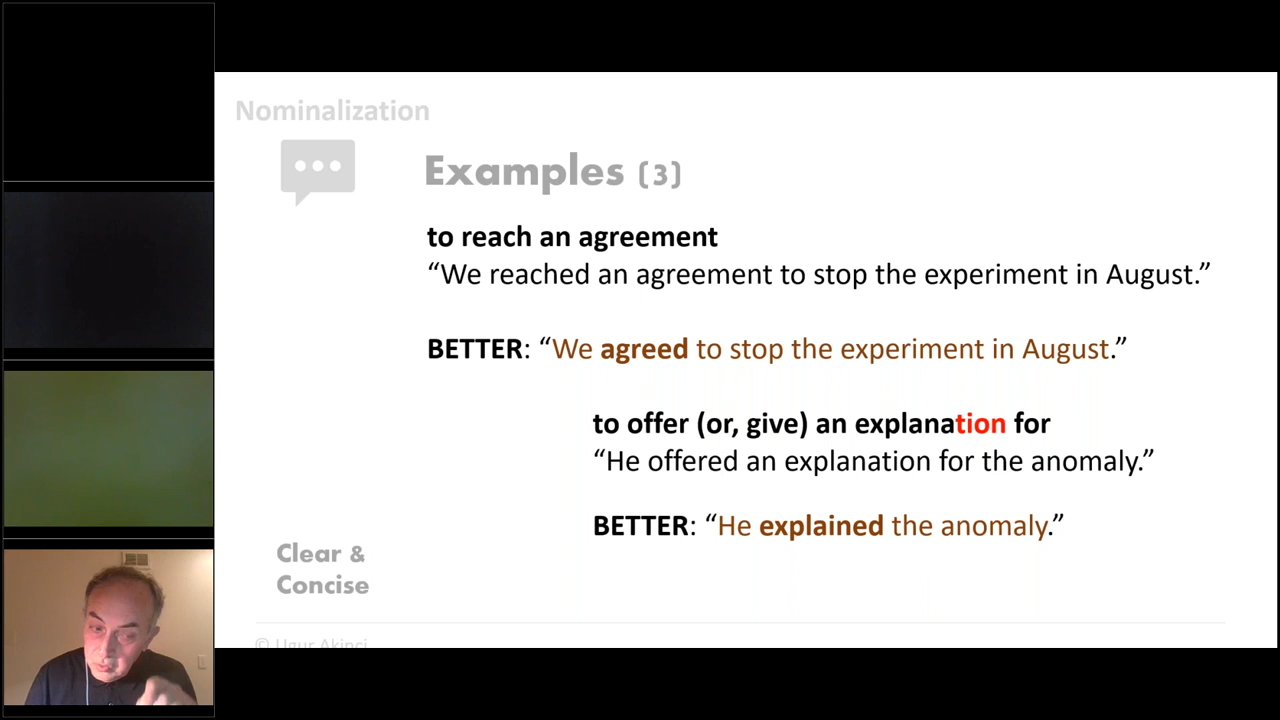 Nominalization
Examples (3)
to reach an agreement
“We reached an agreement to stop the experiment in August.”
BETTER: “We agreed to stop the experiment in August.”
to offer (or, give) an explanation for
“He offered an explanation for the anomaly.”
BETTER: “He explained the anomaly.”
Clear &
Concise
© Ugur Akinci